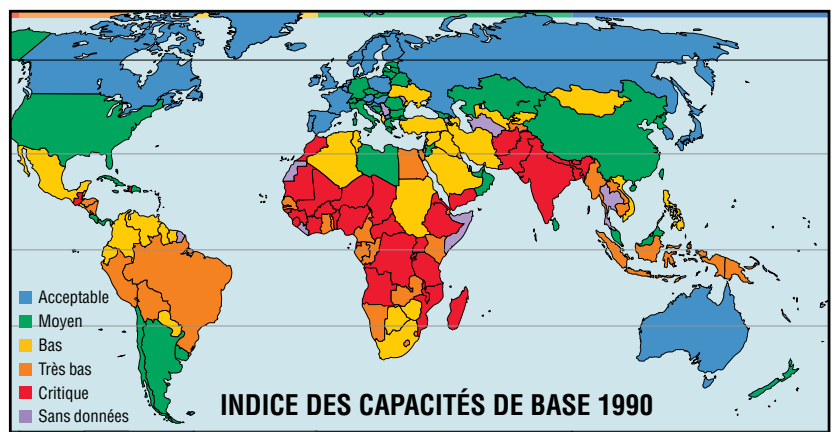 Acceptable
Moyen
Bas
Très bas
Critique
Sans données
INDICE DES CAPACITÉS DE BASE 1990